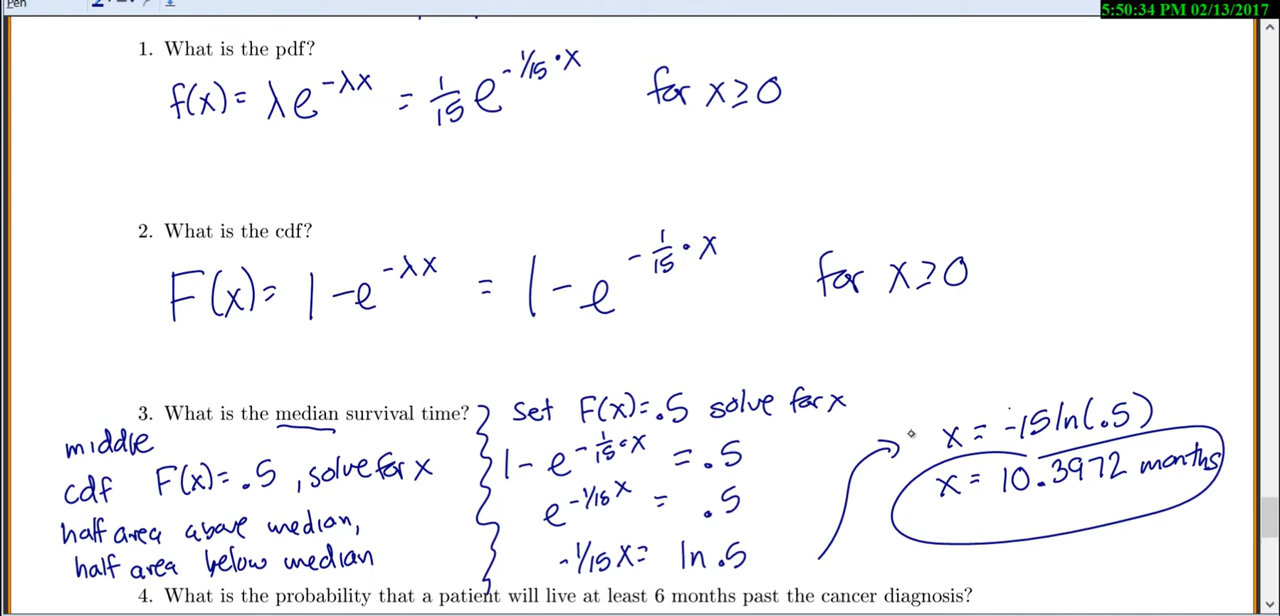 Pen
5:50:34 PM 02/13/2017
1. What is the pdf?
f(x) = λe^{-λx} = 1/15 e^{-1/15·x} for x≥0
2. What is the cdf?
F(x) = 1-e^{-λx} = 1-e^{-1/15·x} for x≥0
3. What is the median survival time?
middle
cdf F(x)=.5, solve for x
half area above median,
half area below median
Set F(x)=.5 solve for x
1-e^{-1/15·x} = .5
e^{-1/15x} = .5
-1/15x = ln .5
x = -15ln(.5)
x = 10.3972 months
4. What is the probability that a patient will live at least 6 months past the cancer diagnosis?